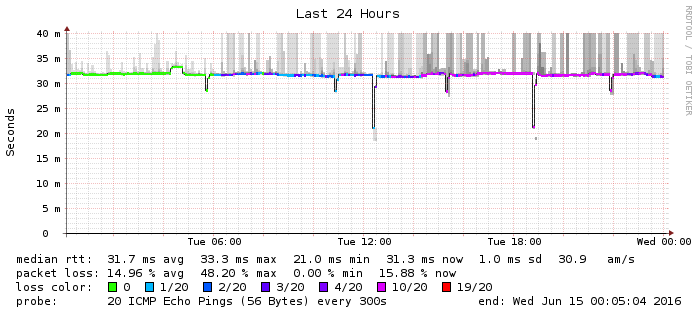 Last 24 Hours
RRDTOOL / TOBI OETIKER
Seconds
40 m
35 m
30 m
25 m
20 m
15 m
10 m
5 m
0
Tue 06:00 Tue 12:00 Tue 18:00 Wed 00:00
median rtt: 31.7 ms avg 33.3 ms max 21.0 ms min 31.3 ms now 1.0 ms sd 30.9 am/s
packet loss: 14.96 % avg 48.20 % max 0.00 % min 15.88 % now
loss color: 0 1/20 2/20 3/20 4/20 10/20 19/20
probe: 20 ICMP Echo Pings (56 Bytes) every 300s end: Wed Jun 15 00:05:04 2016